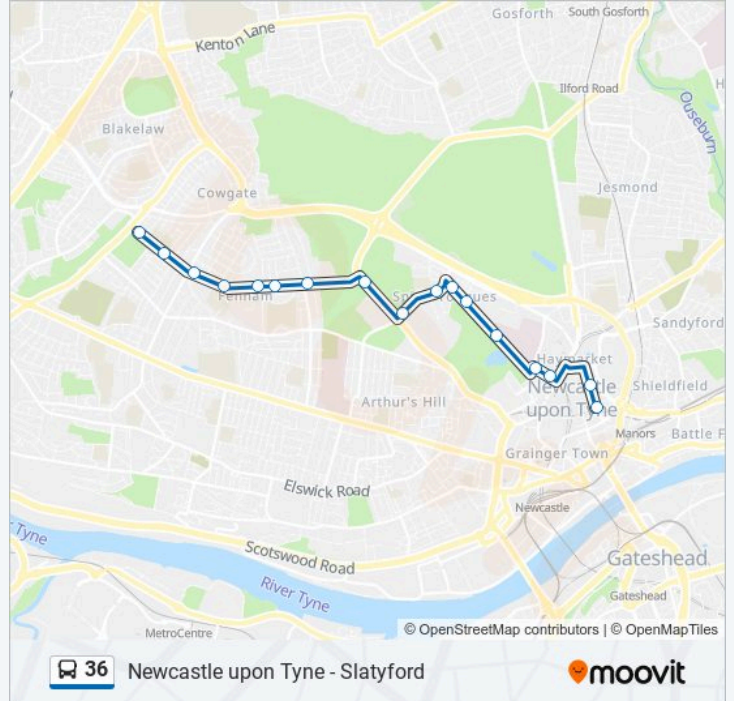 Gosforth
South Gosforth
Kenton Lane
Ilford Road
Ouseburn
Blakelaw
Jesmond
Cowgate
Fenham
Sandyford
Haymarket
Newcastle
upon Tyne
Shieldfield
Arthur's Hill
Manors
Battle F
Grainger Town
Elswick Road
Newcastle
Tyne
Scotswood Road
Gateshead
River Tyne
Gateshead
MetroCentre
© OpenStreetMap contributors | © OpenMapTiles
36 Newcastle upon Tyne - Slatyford
moovit